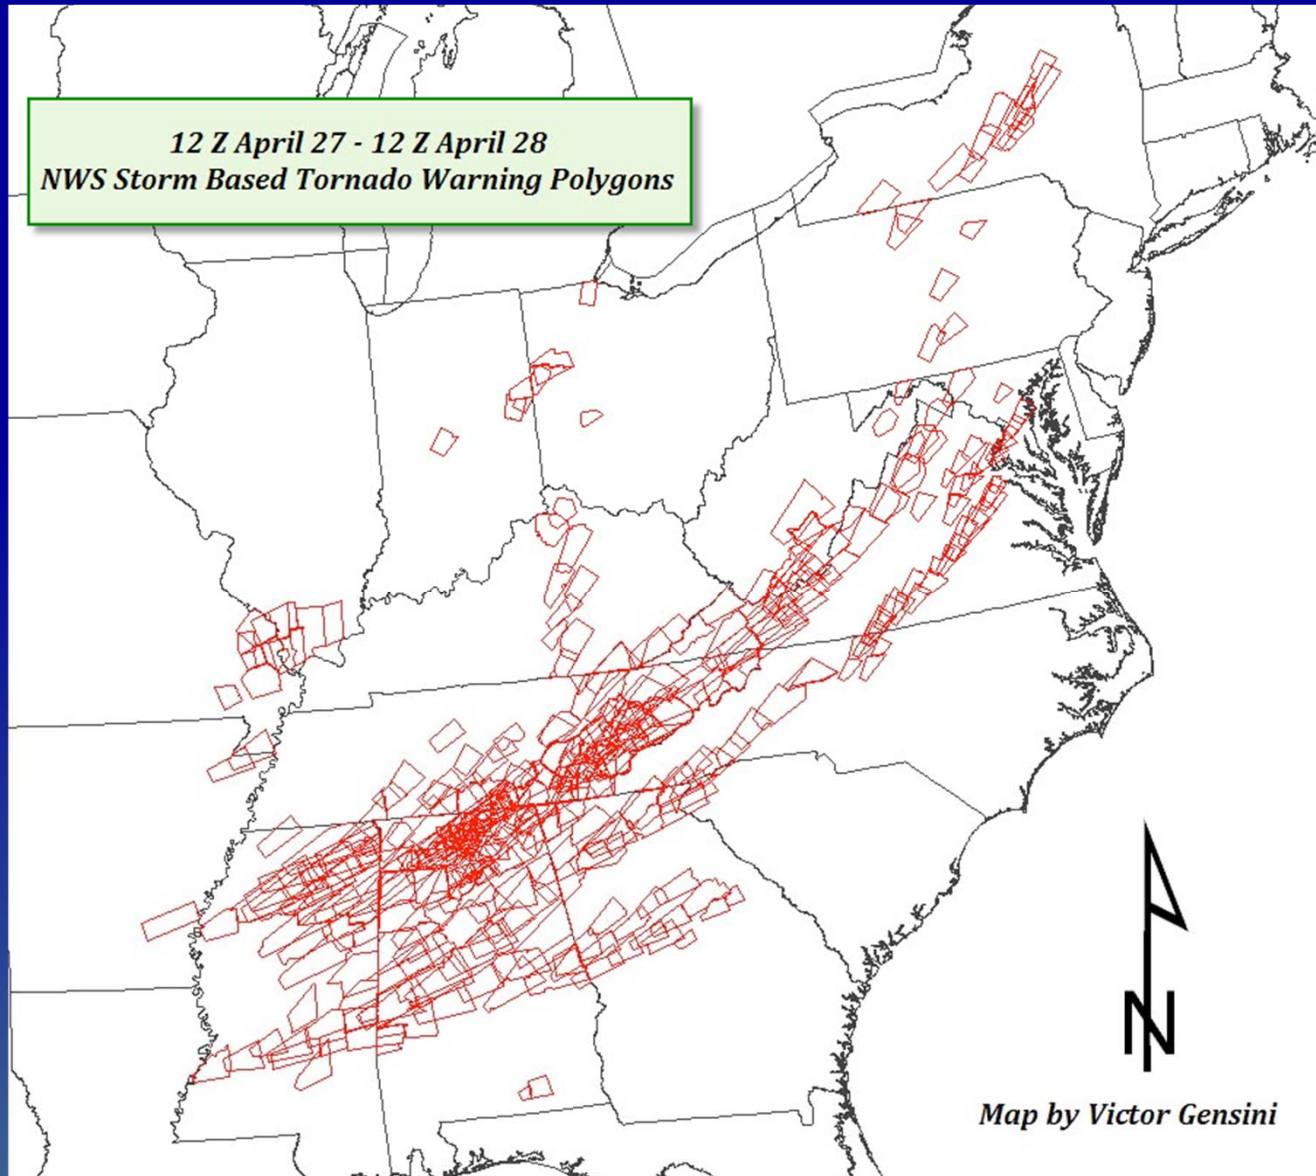 12 Z April 27 - 12 Z April 28
NWS Storm Based Tornado Warning Polygons
N
Map by Victor Gensini